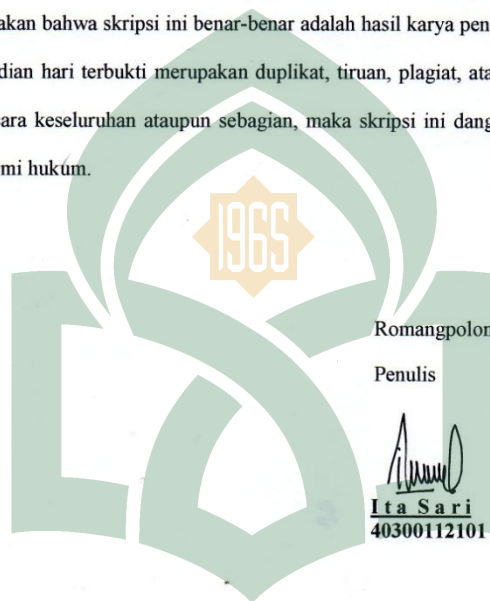 akan bahwa skripsi ini benar-benar adalah hasil karya pen
dian hari terbukti merupakan duplikat, tiruan, plagiat, ata
ara keseluruhan ataupun sebagian, maka skripsi ini dang
mi hukum.
1965
Romangpolon
Penulis
Ita Sari
40300112101